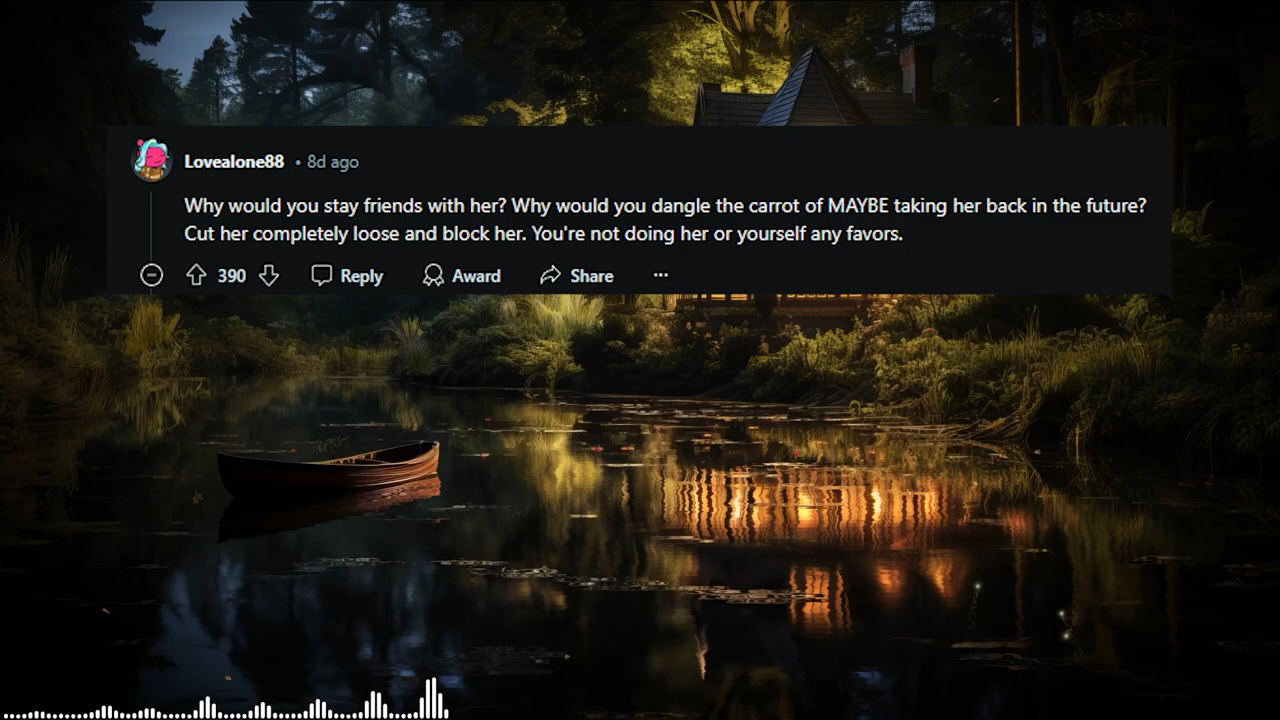 Lovealone88 • 8d ago
Why would you stay friends with her? Why would you dangle the carrot of MAYBE taking her back in the future?
Cut her completely loose and block her. You're not doing her or yourself any favors.
390 Reply Award Share ...